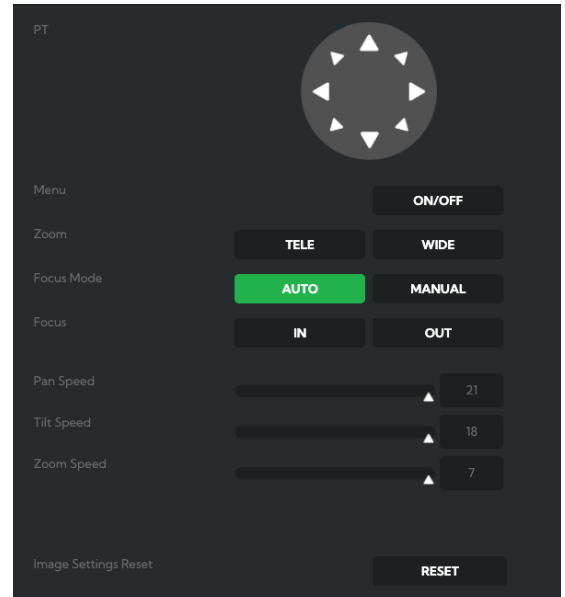 PT
Menu ON/OFF
Zoom TELE WIDE
Focus Mode AUTO MANUAL
Focus IN OUT
Pan Speed 21
Tilt Speed 18
Zoom Speed 7
Image Settings Reset RESET